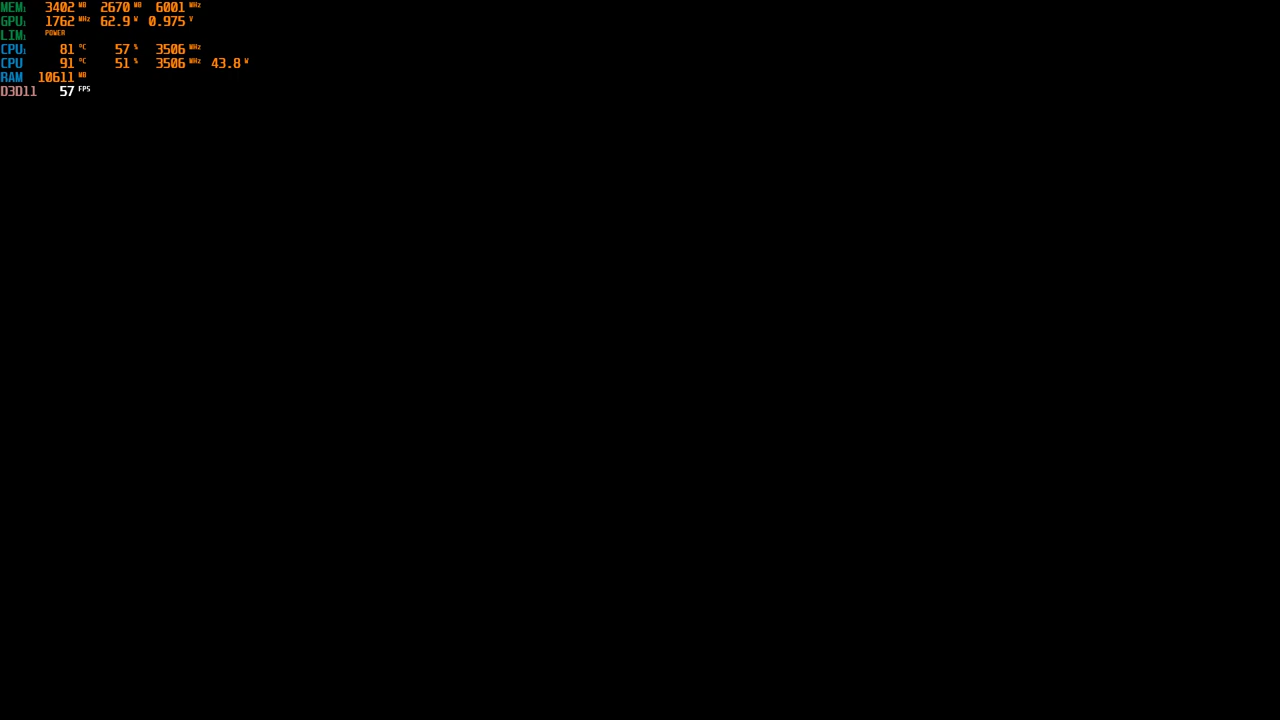 MEM1 3402 MB 2670 MB 6001 MHz
GPU1 1762 MHz 62.9 W 0.975 V
LIM1 POWER
CPU1 81 °C 57 % 3506 MHz
CPU 91 °C 51 % 3506 MHz 43.8 W
RAM 10611 MB
D3D11 57 FPS